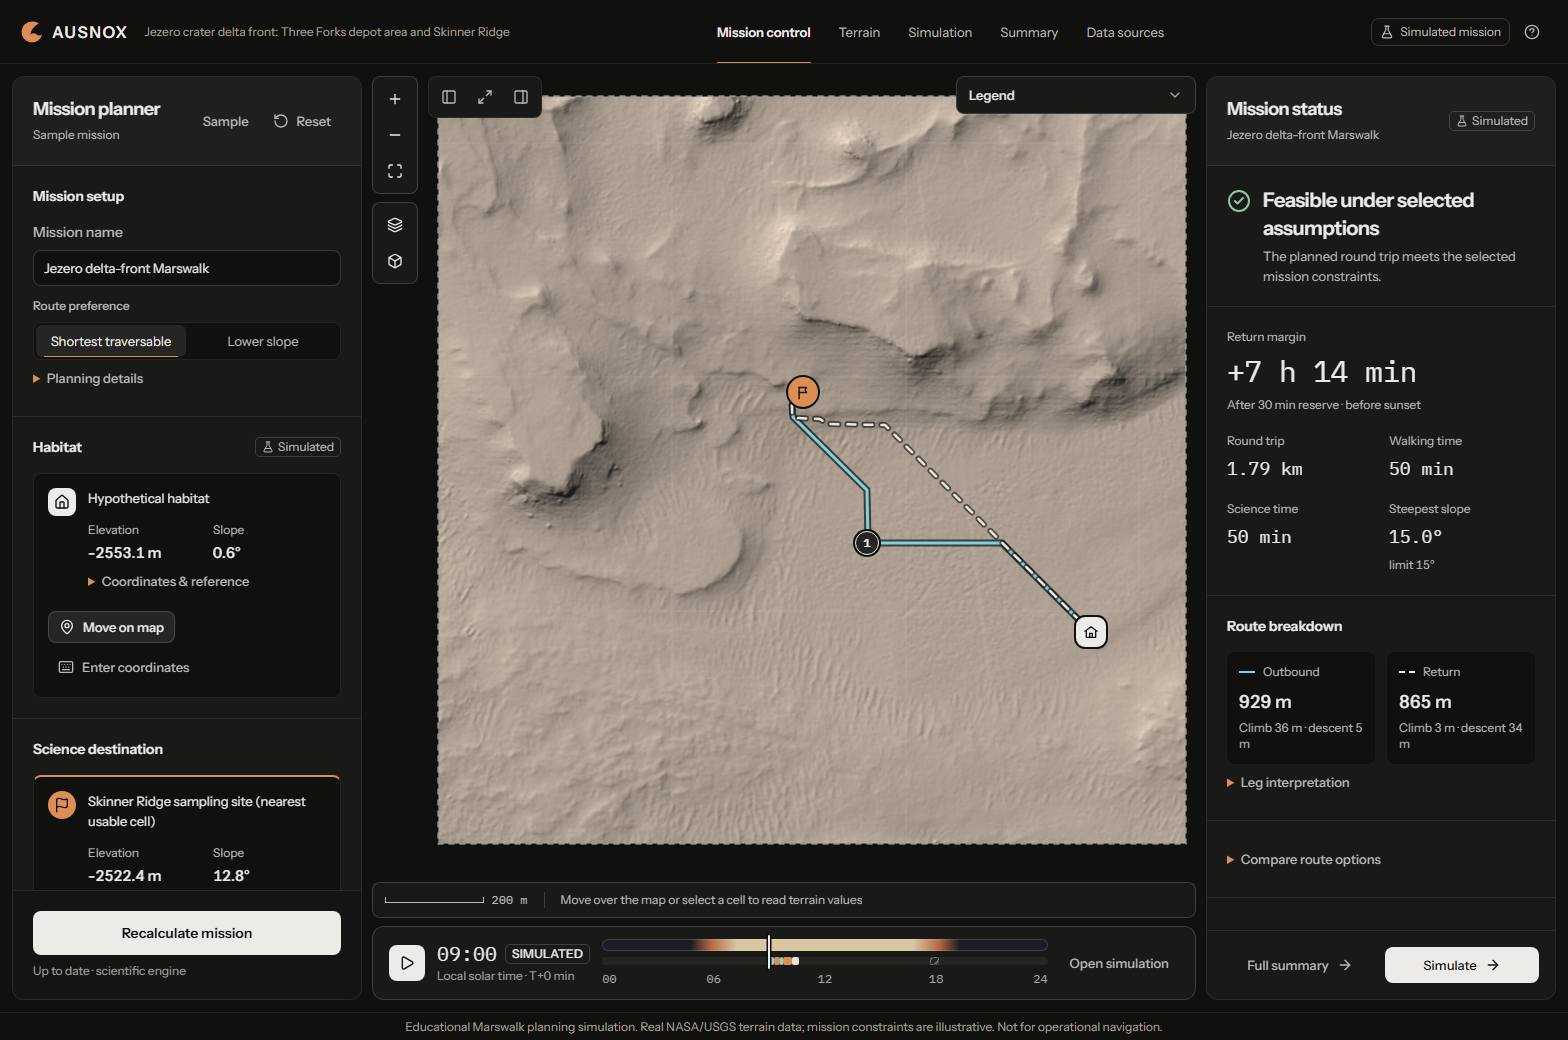 AUSNOX
Jezero crater delta front: Three Forks depot area and Skinner Ridge
Mission control
Terrain
Simulation
Summary
Data sources
Simulated mission
Mission planner
Sample mission
Sample
Reset
Mission setup
Mission name
Jezero delta-front Marswalk
Route preference
Shortest traversable
Lower slope
Planning details
Habitat
Simulated
Hypothetical habitat
Elevation
Slope
-2553.1 m
0.6°
Coordinates & reference
Move on map
Enter coordinates
Science destination
Skinner Ridge sampling site (nearest
usable cell)
Elevation
Slope
-2522.4 m
12.8°
Recalculate mission
Up to date · scientific engine
Legend
1
200 m
Move over the map or select a cell to read terrain values
09:00
SIMULATED
Local solar time · T+0 min
00
06
12
18
24
Open simulation
Mission status
Jezero delta-front Marswalk
Simulated
Feasible under selected
assumptions
The planned round trip meets the selected
mission constraints.
Return margin
+7 h 14 min
After 30 min reserve · before sunset
Round trip
Walking time
1.79 km
50 min
Science time
Steepest slope
50 min
15.0°
limit 15°
Route breakdown
Outbound
929 m
Climb 36 m · descent 5
m
Return
865 m
Climb 3 m · descent 34
m
Leg interpretation
Compare route options
Full summary
Simulate
Educational Marswalk planning simulation. Real NASA/USGS terrain data; mission constraints are illustrative. Not for operational navigation.